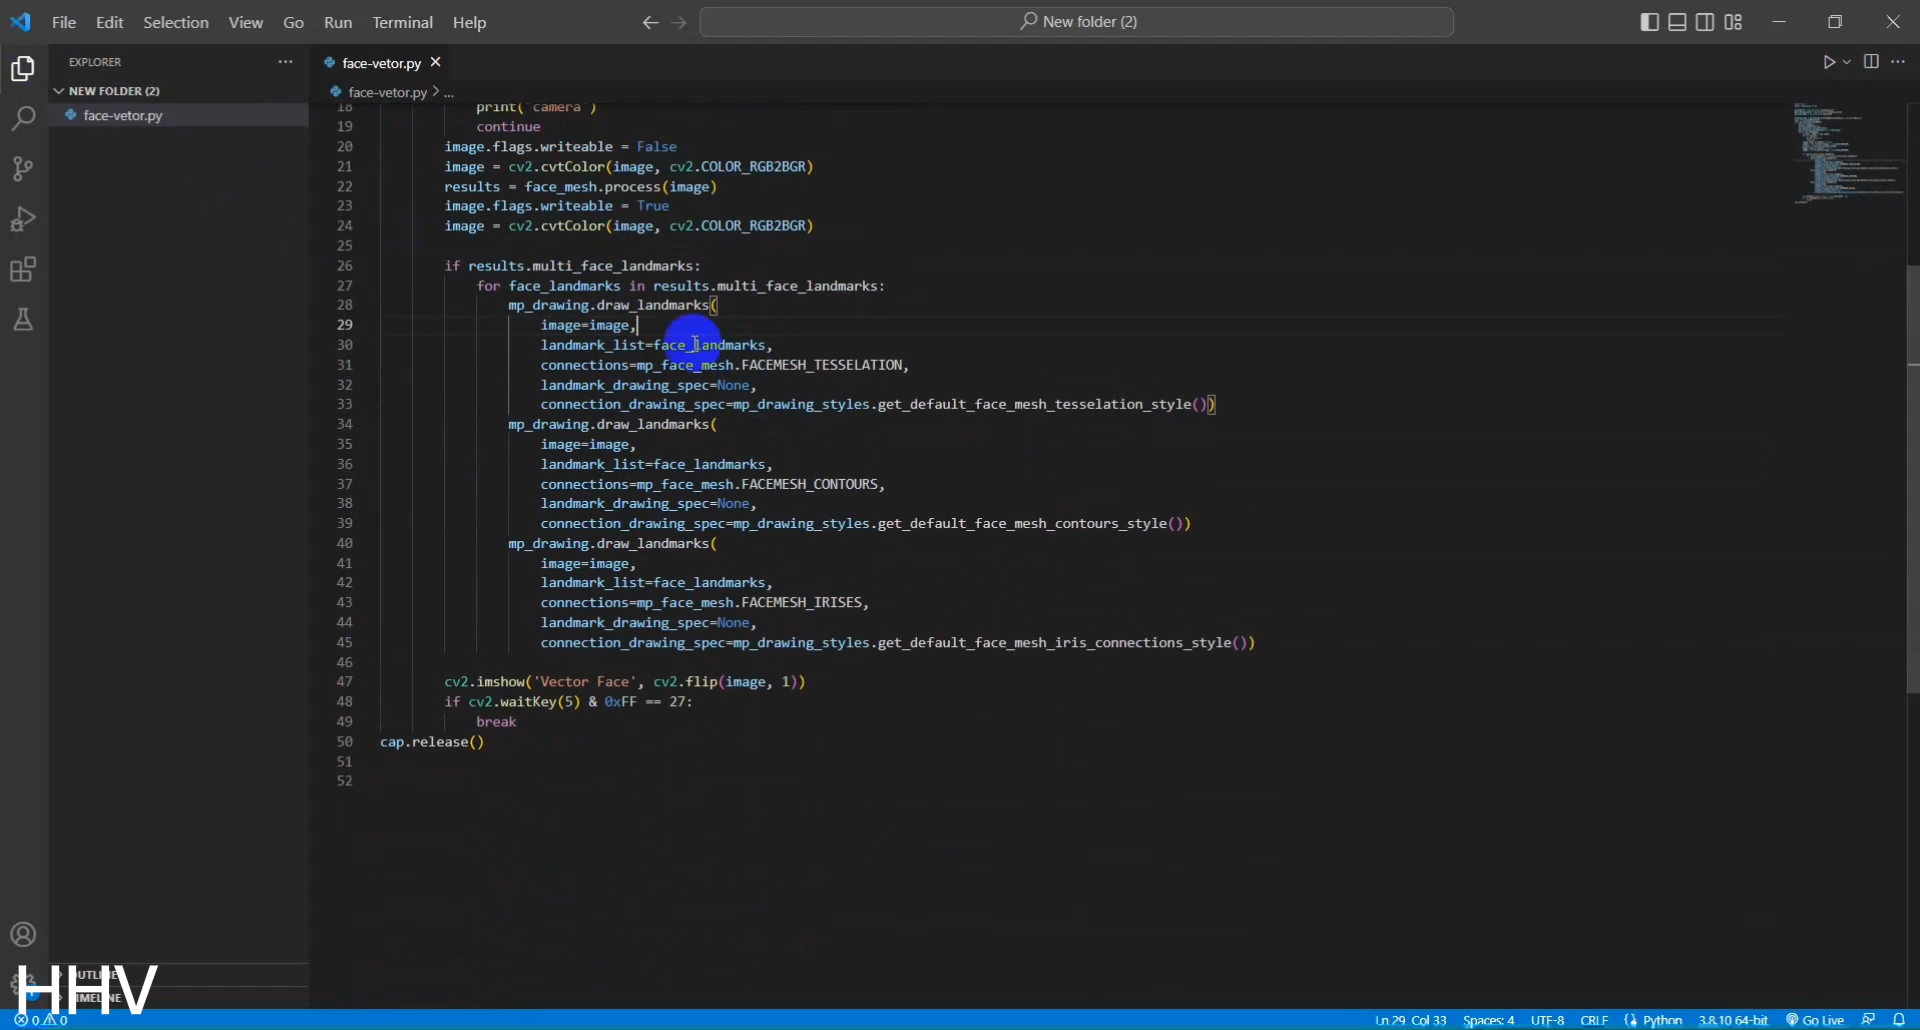 File Edit Selection View Go Run Terminal Help
New folder (2)
EXPLORER
NEW FOLDER (2)
face-vetor.py
face-vetor.py
face-vetor.py > ...
18 print("camera")
19 continue
20 image.flags.writeable = False
21 image = cv2.cvtColor(image, cv2.COLOR_RGB2BGR)
22 results = face_mesh.process(image)
23 image.flags.writeable = True
24 image = cv2.cvtColor(image, cv2.COLOR_RGB2BGR)
25
26 if results.multi_face_landmarks:
27 for face_landmarks in results.multi_face_landmarks:
28 mp_drawing.draw_landmarks(
29 image=image,
30 landmark_list=face_landmarks,
31 connections=mp_face_mesh.FACEMESH_TESSELATION,
32 landmark_drawing_spec=None,
33 connection_drawing_spec=mp_drawing_styles.get_default_face_mesh_tesselation_style())
34 mp_drawing.draw_landmarks(
35 image=image,
36 landmark_list=face_landmarks,
37 connections=mp_face_mesh.FACEMESH_CONTOURS,
38 landmark_drawing_spec=None,
39 connection_drawing_spec=mp_drawing_styles.get_default_face_mesh_contours_style())
40 mp_drawing.draw_landmarks(
41 image=image,
42 landmark_list=face_landmarks,
43 connections=mp_face_mesh.FACEMESH_IRISES,
44 landmark_drawing_spec=None,
45 connection_drawing_spec=mp_drawing_styles.get_default_face_mesh_iris_connections_style())
46
47 cv2.imshow('Vector Face', cv2.flip(image, 1))
48 if cv2.waitKey(5) & 0xFF == 27:
49 break
50 cap.release()
51
52
OUTLINE
TIMELINE
HHV
0 0 Ln 29, Col 33 Spaces: 4 UTF-8 CRLF Python 3.8.10 64-bit Go Live